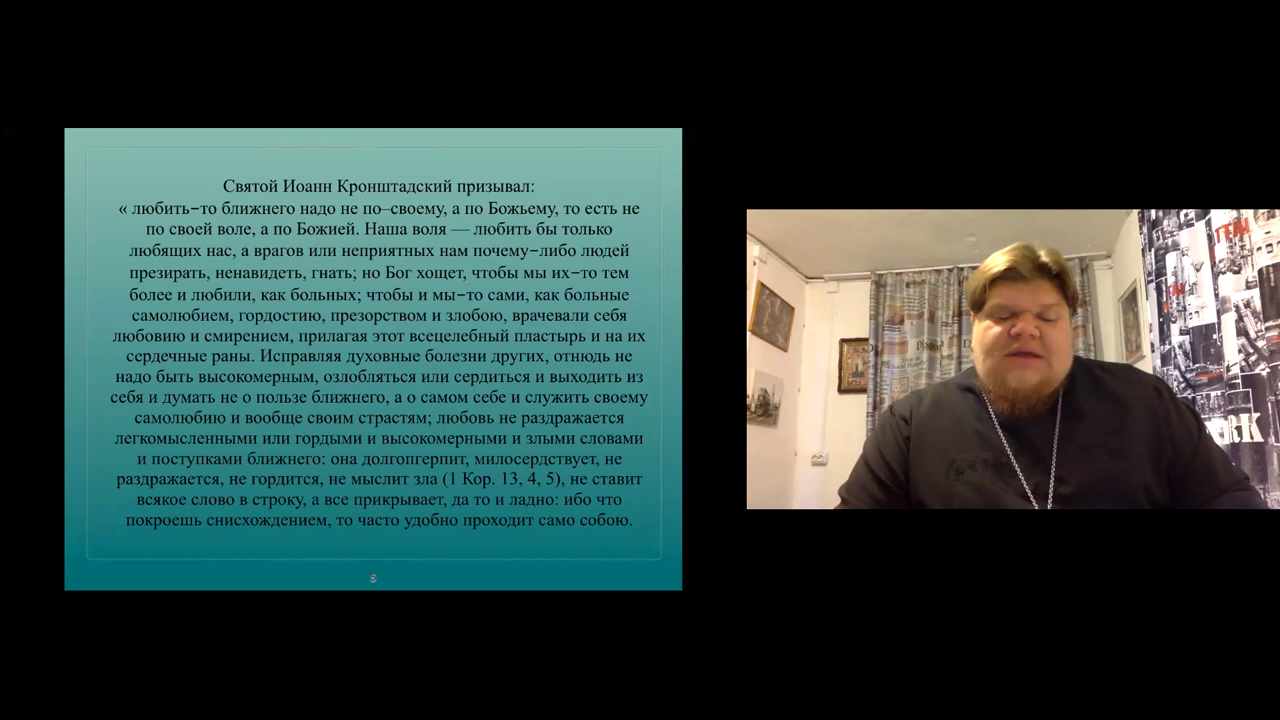 Святой Иоанн Кронштадский призывал:
« любить–то ближнего надо не по–своему, а по Божьему, то есть не
по своей воле, а по Божией. Наша воля — любить бы только
любящих нас, а врагов или неприятных нам почему–либо людей
презирать, ненавидеть, гнать; но Бог хощет, чтобы мы их–то тем
более и любили, как больных; чтобы и мы–то сами, как больные
самолюбием, гордостию, презорством и злобою, врачевали себя
любовию и смирением, прилагая этот всецелебный пластырь и на их
сердечные раны. Исправляя духовные болезни других, отнюдь не
надо быть высокомерным, озлобляться или сердиться и выходить из
себя и думать не о пользе ближнего, а о самом себе и служить своему
самолюбию и вообще своим страстям; любовь не раздражается
легкомысленными или гордыми и высокомерными и злыми словами
и поступками ближнего: она долгопгерпит, милосердствует, не
раздражается, не гордится, не мыслит зла (1 Кор. 13, 4, 5), не ставит
всякое слово в строку, а все прикрывает, да то и ладно: ибо что
покроешь снисхождением, то часто удобно проходит само собою.